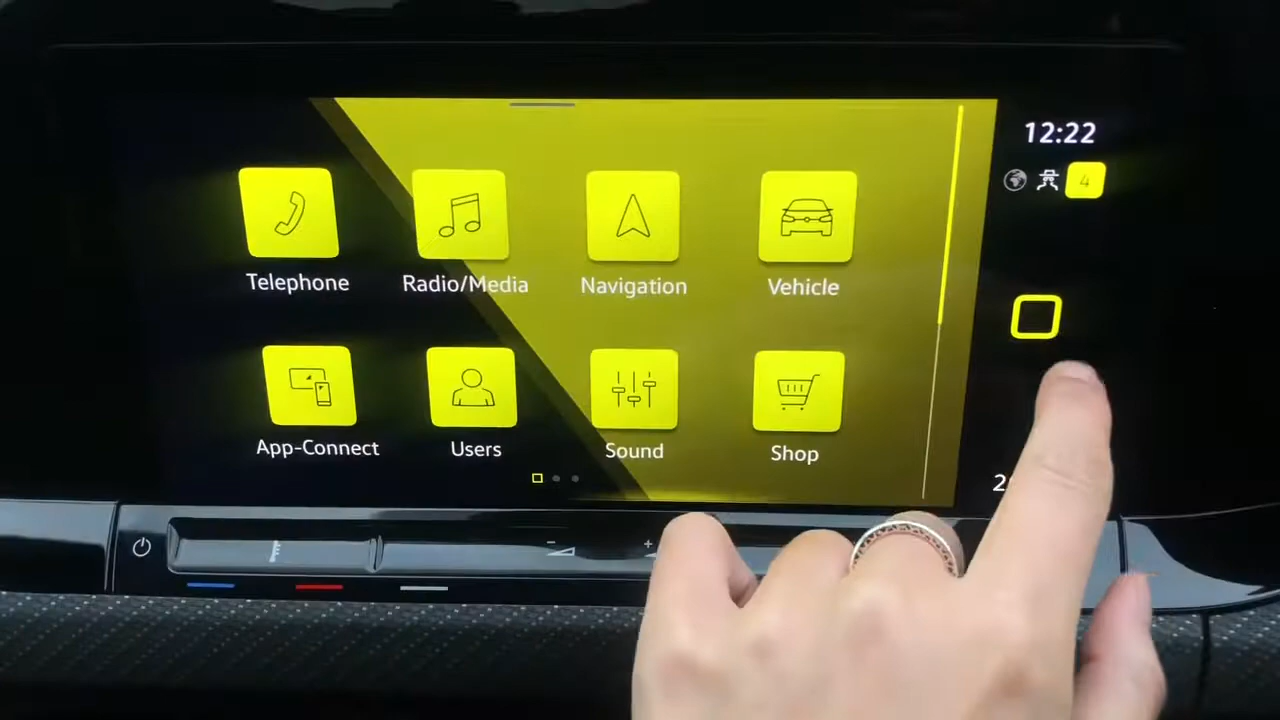 12:22
4
Telephone
Radio/Media
Navigation
Vehicle
App-Connect
Users
Sound
Shop
- +